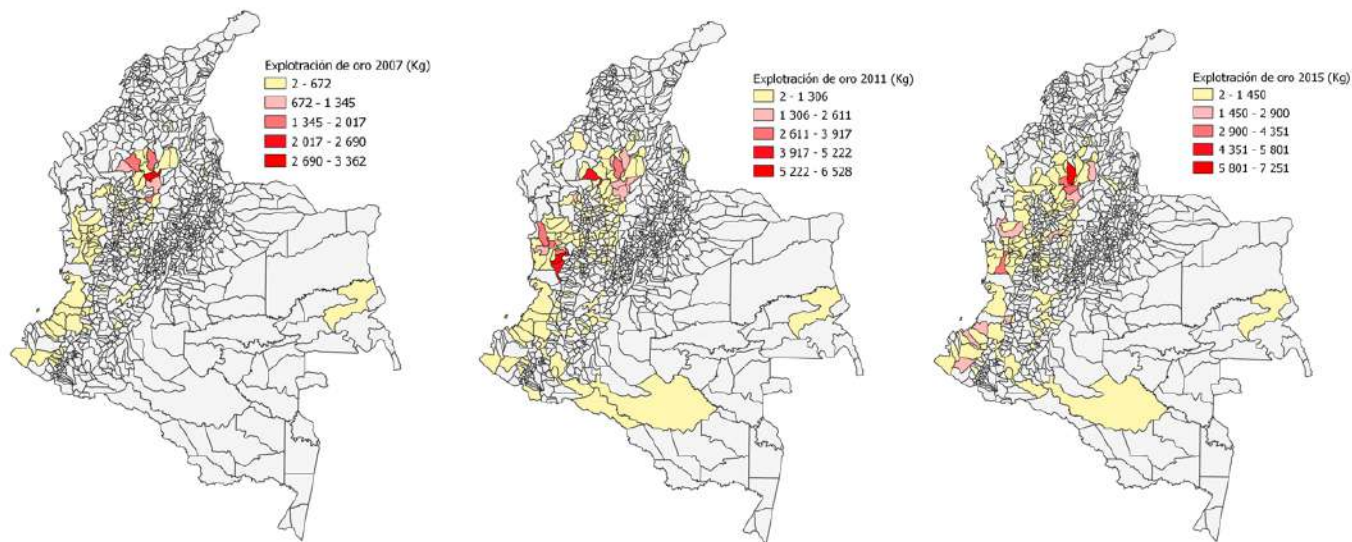 Explotración de oro 2007 (Kg)
2 - 672
672 - 1 345
1 345 - 2 017
2 017 - 2 690
2 690 - 3 362
Explotración de oro 2011 (Kg)
2 - 1 306
1 306 - 2 611
2 611 - 3 917
3 917 - 5 222
5 222 - 6 528
Explotración de oro 2015 (Kg)
2 - 1 450
1 450 - 2 900
2 900 - 4 351
4 351 - 5 801
5 801 - 7 251